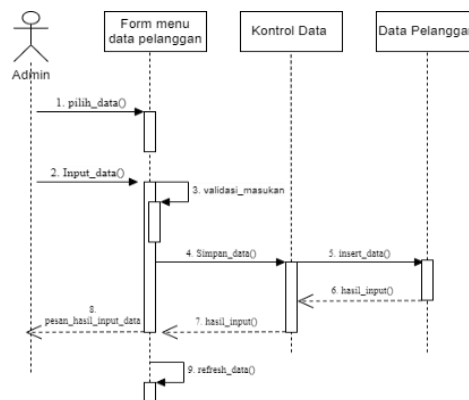 Form menu
data pelanggan
Kontrol Data
Data Pelanggan
Admin
1. pilih_data()
2. Input_data()
3. validasi_masukan
4. Simpan_data()
5. insert_data()
6. hasil_input()
7. hasil_input()
8.
pesan_hasil_input_data
9. refresh_data()